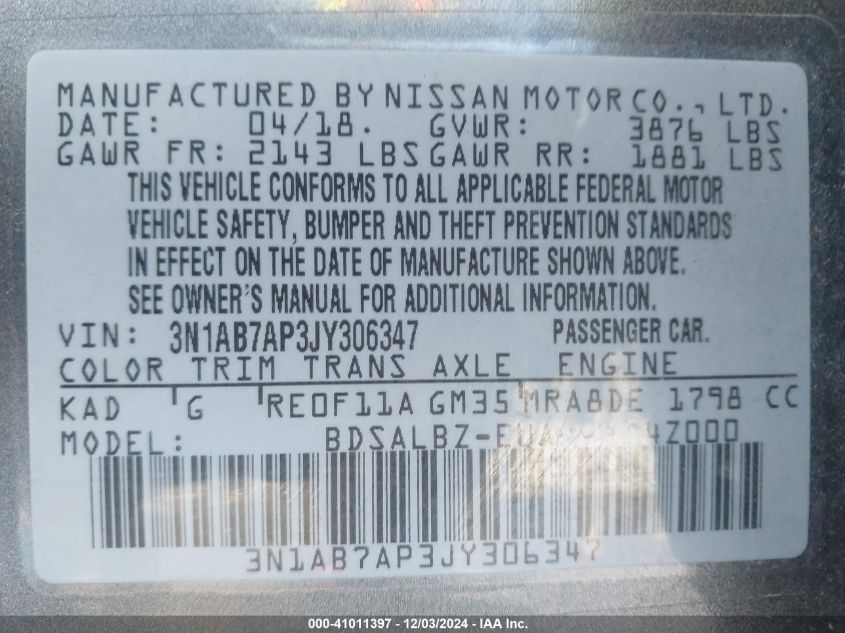 MANUFACTURED BY NISSAN MOTOR CO., LTD.
DATE: 04/18. GVWR: 3876 LBS
GAWR FR: 2143 LBS GAWR RR: 1881 LBS
THIS VEHICLE CONFORMS TO ALL APPLICABLE FEDERAL MOTOR
VEHICLE SAFETY, BUMPER AND THEFT PREVENTION STANDARDS
IN EFFECT ON THE DATE OF MANUFACTURE SHOWN ABOVE.
SEE OWNER'S MANUAL FOR ADDITIONAL INFORMATION.
VIN: 3N1AB7AP3JY306347 PASSENGER CAR.
COLOR TRIM TRANS AXLE ENGINE
KAD G RE0F11A GM35 MRA8DE 1798 CC
MODEL:
3N1AB7AP3JY306347
000-41011397 - 12/03/2024 - IAA Inc.